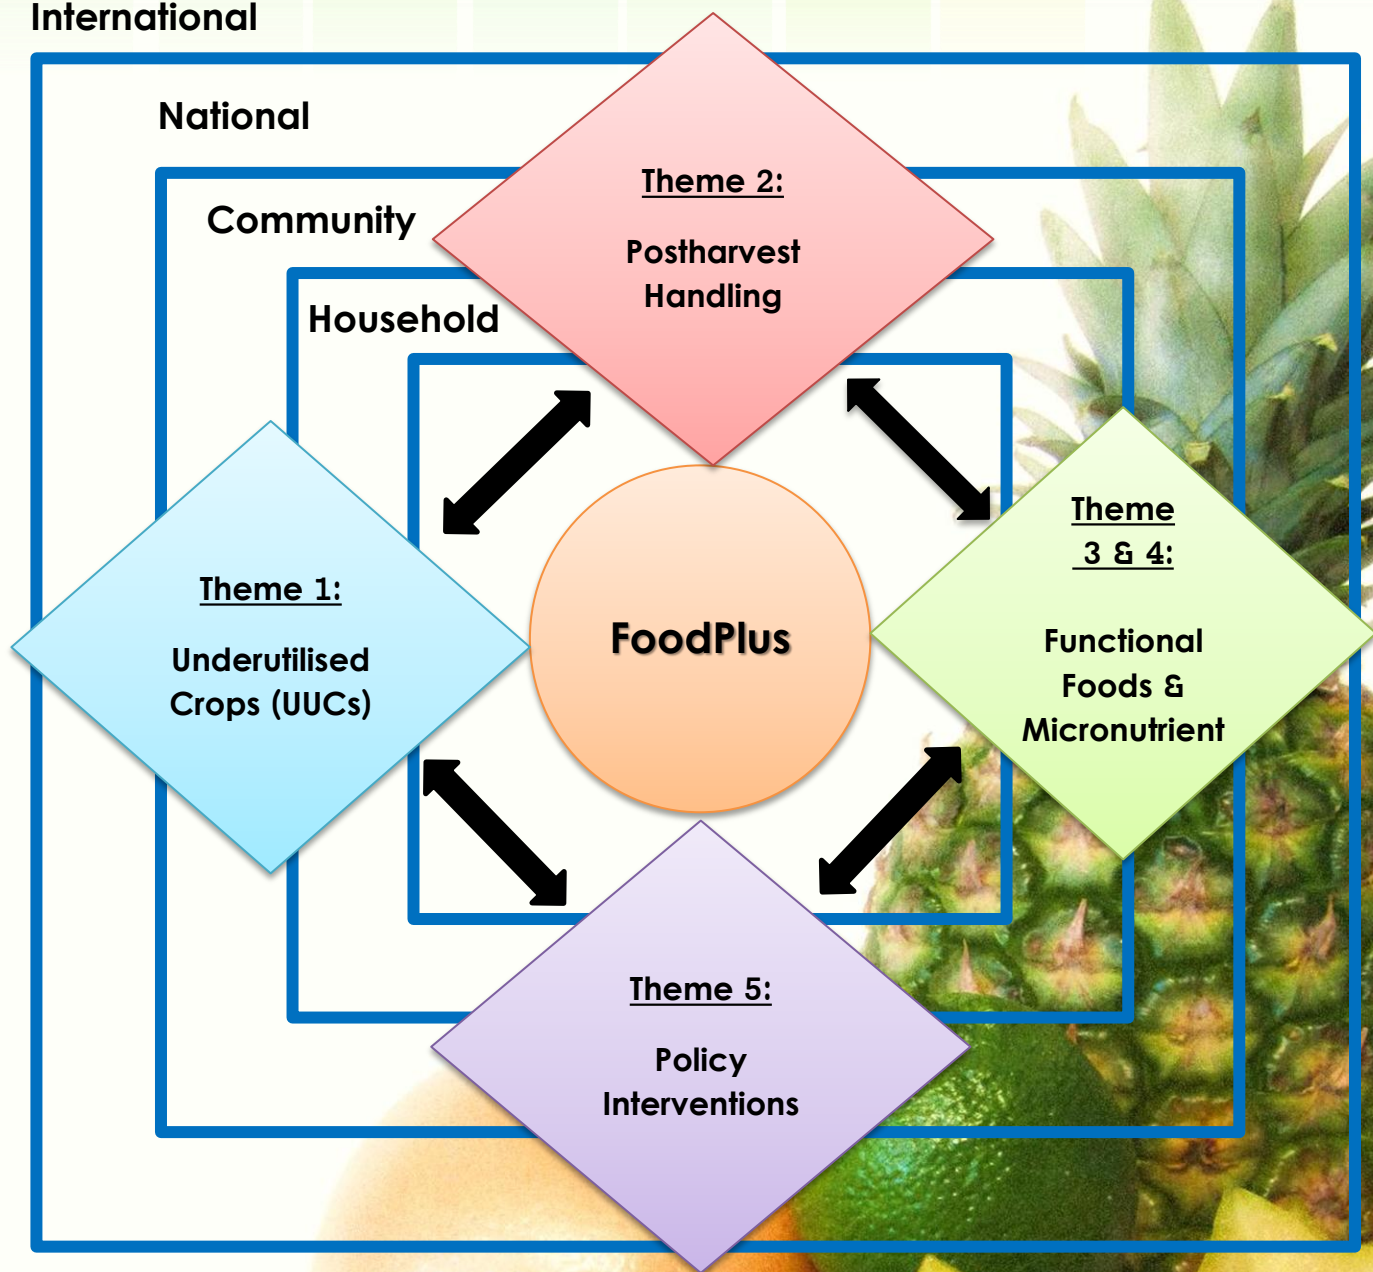 International
National
Community
Household
Theme 2:
Postharvest
Handling
Theme 1:
Underutilised
Crops (UUCs)
FoodPlus
Theme
3 & 4:
Functional
Foods &
Micronutrient
Theme 5:
Policy
Interventions